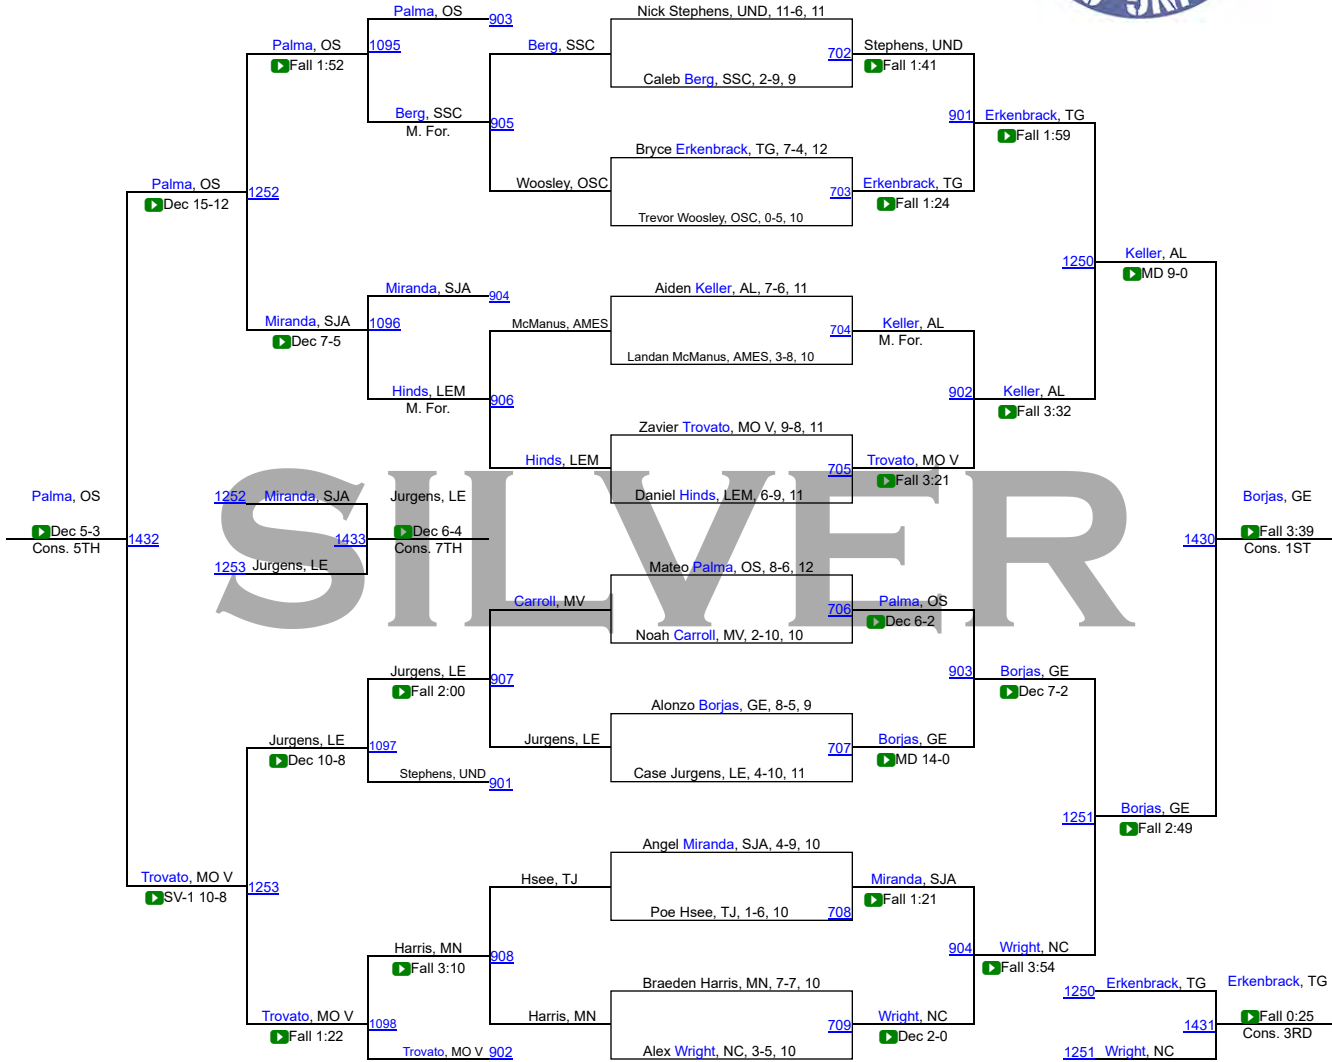 Palma, OS
903
Nick Stephens, UND, 11-6, 11
Palma, OS
1095
Berg, SSC
702
Stephens, UND
Fall 1:52
Fall 1:41
Caleb Berg, SSC, 2-9, 9
Berg, SSC
M. For.
905
901
Erkenbrack, TG
Fall 1:59
Bryce Erkenbrack, TG, 7-4, 12
Palma, OS
1252
Dec 15-12
Woosley, OSC
703
Erkenbrack, TG
Fall 1:24
Trevor Woosley, OSC, 0-5, 10
1250
Keller, AL
MD 9-0
Miranda, SJA
904
Aiden Keller, AL, 7-6, 11
Miranda, SJA
1096
McManus, AMES
704
Keller, AL
Dec 7-5
M. For.
Landan McManus, AMES, 3-8, 10
Hinds, LEM
M. For.
906
902
Keller, AL
Fall 3:32
Zavier Trovato, MO V, 9-8, 11
Hinds, LEM
705
Trovato, MO V
Fall 3:21
SILVER
Palma, OS
1252
Miranda, SJA
Jurgens, LE
Daniel Hinds, LEM, 6-9, 11
Borjas, GE
Dec 5-3
1432
1433
Dec 6-4
1430
Fall 3:39
Cons. 5TH
Cons. 7TH
Cons. 1ST
1253
Jurgens, LE
Mateo Palma, OS, 8-6, 12
Carroll, MV
706
Palma, OS
Dec 6-2
Noah Carroll, MV, 2-10, 10
Jurgens, LE
907
Fall 2:00
903
Borjas, GE
Dec 7-2
Alonzo Borjas, GE, 8-5, 9
Jurgens, LE
1097
Jurgens, LE
707
Borjas, GE
Dec 10-8
MD 14-0
Stephens, UND
901
Case Jurgens, LE, 4-10, 11
1251
Borjas, GE
Fall 2:49
Angel Miranda, SJA, 4-9, 10
Trovato, MO V
1253
SV-1 10-8
Hsee, TJ
Miranda, SJA
Fall 1:21
Poe Hsee, TJ, 1-6, 10
708
Harris, MN
908
Fall 3:10
904
Wright, NC
Fall 3:54
Braeden Harris, MN, 7-7, 10
1250
Erkenbrack, TG
Erkenbrack, TG
Trovato, MO V
1098
Harris, MN
709
Wright, NC
1431
Fall 0:25
Fall 1:22
Dec 2-0
Cons. 3RD
Trovato, MO V
902
Alex Wright, NC, 3-5, 10
1251
Wright, NC